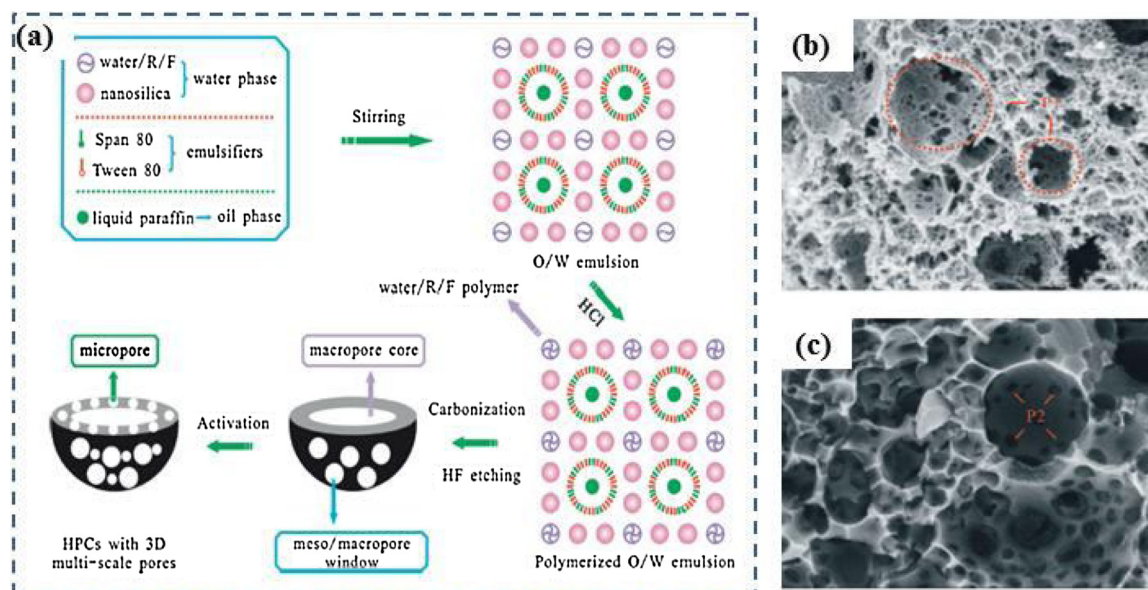 (a)
water/R/F
nanosilica
water phase
Span 80
Tween 80
emulsifiers
liquid paraffin
oil phase
Stirring
O/W emulsion
HCl
water/R/F polymer
Polymerized O/W emulsion
Carbonization
HF etching
macropore core
meso/macropore
window
Activation
micropore
HPCs with 3D
multi-scale pores
(b)
(c)
P2